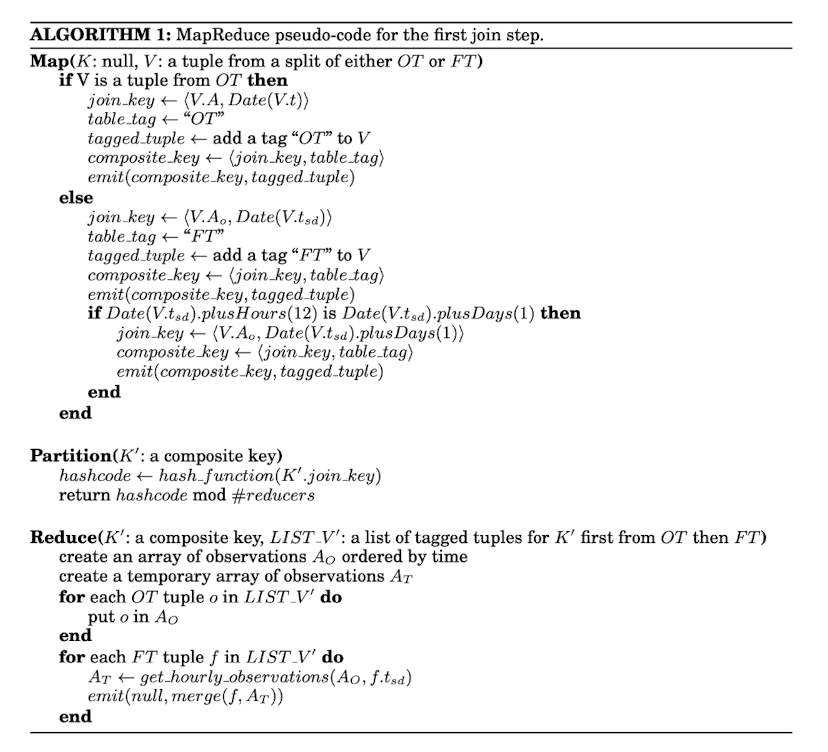 ALGORITHM 1: MapReduce pseudo-code for the first join step.
Map(K: null, V: a tuple from a split of either OT or FT)
if V is a tuple from OT then
join_key ← ⟨V.A, Date(V.t)⟩
table_tag ← “OT”
tagged_tuple ← add a tag “OT” to V
composite_key ← ⟨join_key, table_tag⟩
emit(composite_key, tagged_tuple)
else
join_key ← ⟨V.Aₒ, Date(V.t_sd)⟩
table_tag ← “FT”
tagged_tuple ← add a tag “FT” to V
composite_key ← ⟨join_key, table_tag⟩
emit(composite_key, tagged_tuple)
if Date(V.t_sd).plusHours(12) is Date(V.t_sd).plusDays(1) then
join_key ← ⟨V.Aₒ, Date(V.t_sd).plusDays(1)⟩
composite_key ← ⟨join_key, table_tag⟩
emit(composite_key, tagged_tuple)
end
end
Partition(K′: a composite key)
hashcode ← hash_function(K′.join_key)
return hashcode mod #reducers
Reduce(K′: a composite key, LIST_V′: a list of tagged tuples for K′ first from OT then FT)
create an array of observations A_O ordered by time
create a temporary array of observations A_T
for each OT tuple o in LIST_V′ do
put o in A_O
end
for each FT tuple f in LIST_V′ do
A_T ← get_hourly_observations(A_O, f.t_sd)
emit(null, merge(f, A_T))
end